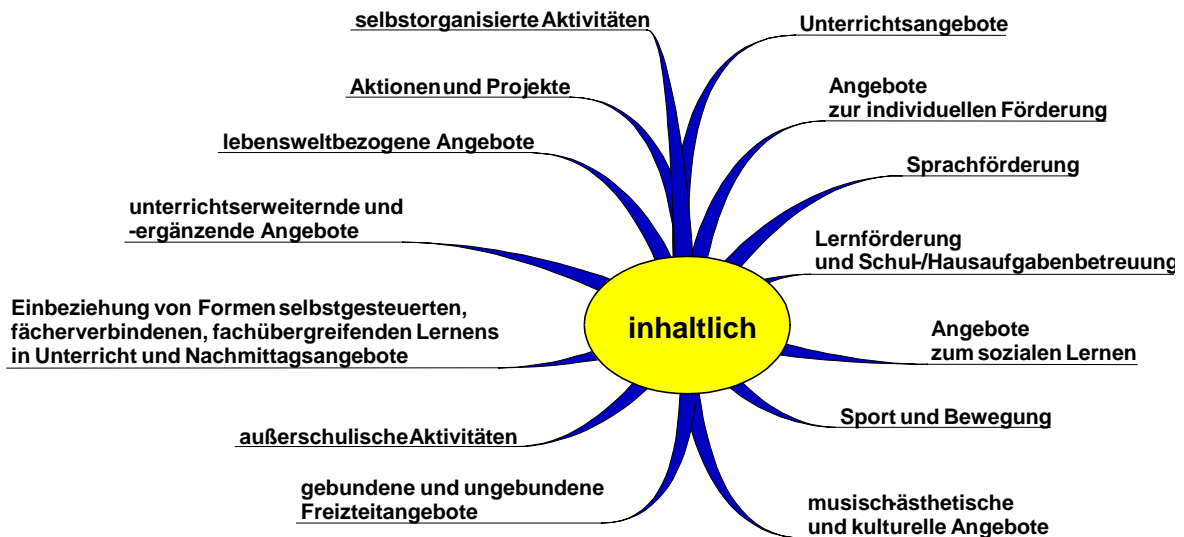 selbstorganisierte Aktivitäten
Unterrichtsangebote
Aktionen und Projekte
Angebote
zur individuellen Förderung
lebensweltbezogene Angebote
Sprachförderung
unterrichtserweiternde und
-ergänzende Angebote
Lernförderung
und Schul-/Hausaufgabenbetreuung
Einbeziehung von Formen selbstgesteuerten,
fächerverbindenen, fachübergreifenden Lernens
in Unterricht und Nachmittagsangebote
inhaltlich
Angebote
zum sozialen Lernen
Sport und Bewegung
außerschulische Aktivitäten
gebundene und ungebundene
Freizteitangebote
musisch-ästhetische
und kulturelle Angebote